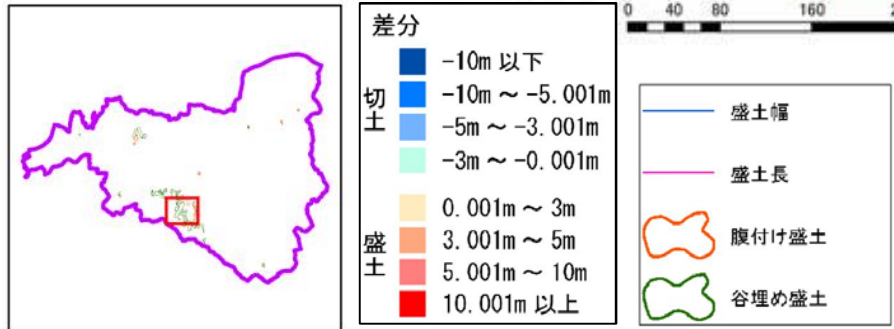 差分
切土
-10m 以下
-10m ～ -5.001m
-5m ～ -3.001m
-3m ～ -0.001m
盛土
0.001m ～ 3m
3.001m ～ 5m
5.001m ～ 10m
10.001m 以上
0 40 80 160
盛土幅
盛土長
腹付け盛土
谷埋め盛土